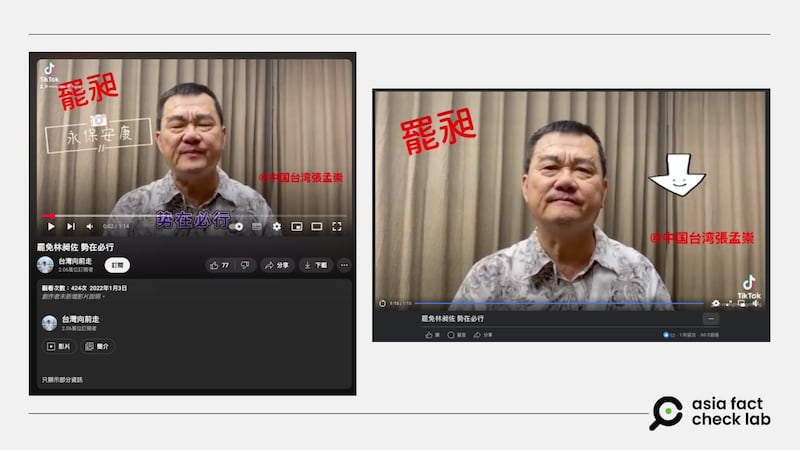 TikTok
罷昶
永保安康
@中国台湾張孟崇
勢在必行
0:02 / 1:14
罷免林昶佐 勢在必行
台灣向前走
2.06萬位訂閱者
訂閱
77
分享
下載
觀看次數：424次 2022年1月3日
創作者未新增影片說明。
台灣向前走
2.06萬位訂閱者
影片
簡介
只顯示部分資訊
罷昶
@中国台湾張孟崇
TikTok
1:15 / 1:15
罷免林昶佐 勢在必行
讚
留言
分享
asia fact
check lab